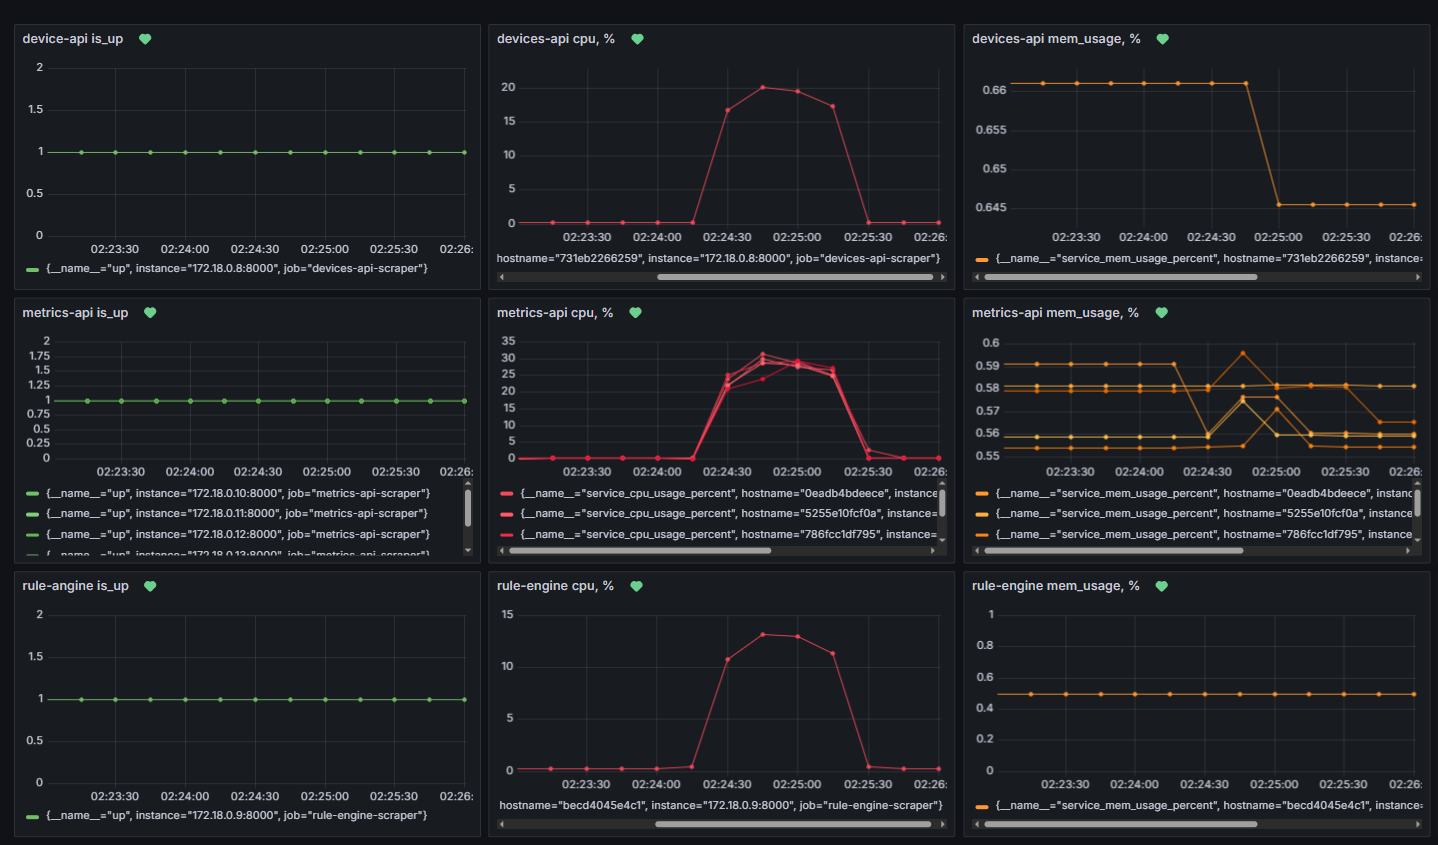 device-api is_up
2
1.5
1
0.5
0
02:23:30 02:24:00 02:24:30 02:25:00 02:25:30 02:26:
{__name__="up", instance="172.18.0.8:8000", job="devices-api-scraper"}
devices-api cpu, %
20
15
10
5
0
02:23:30 02:24:00 02:24:30 02:25:00 02:25:30 02:26:
hostname="731eb2266259", instance="172.18.0.8:8000", job="devices-api-scraper"}
devices-api mem_usage, %
0.66
0.655
0.65
0.645
02:23:30 02:24:00 02:24:30 02:25:00 02:25:30 02:26:
{__name__="service_mem_usage_percent", hostname="731eb2266259", instance=
metrics-api is_up
2
1.75
1.5
1.25
1
0.75
0.5
0.25
0
02:23:30 02:24:00 02:24:30 02:25:00 02:25:30 02:26:
{__name__="up", instance="172.18.0.10:8000", job="metrics-api-scraper"}
{__name__="up", instance="172.18.0.11:8000", job="metrics-api-scraper"}
{__name__="up", instance="172.18.0.12:8000", job="metrics-api-scraper"}
{__name__="up", instance="172.18.0.13:8000", job="metrics-api-scraper"}
metrics-api cpu, %
35
30
25
20
15
10
5
0
02:23:30 02:24:00 02:24:30 02:25:00 02:25:30 02:26:
{__name__="service_cpu_usage_percent", hostname="0eadb4bdeece", instance
{__name__="service_cpu_usage_percent", hostname="5255e10fcf0a", instance=
{__name__="service_cpu_usage_percent", hostname="786fcc1df795", instance=
metrics-api mem_usage, %
0.6
0.59
0.58
0.57
0.56
0.55
02:23:30 02:24:00 02:24:30 02:25:00 02:25:30 02:26:
{__name__="service_mem_usage_percent", hostname="0eadb4bdeece", instanc
{__name__="service_mem_usage_percent", hostname="5255e10fcf0a", instance
{__name__="service_mem_usage_percent", hostname="786fcc1df795", instance
rule-angine is_up
2
1.5
1
0.5
0
02:23:30 02:24:00 02:24:30 02:25:00 02:25:30 02:26:
{__name__="up", instance="172.18.0.9:8000", job="rule-engine-scraper"}
rule-engine cpu, %
15
10
5
0
02:23:30 02:24:00 02:24:30 02:25:00 02:25:30 02:26:
hostname="becd4045e4c1", instance="172.18.0.9:8000", job="rule-engine-scraper"}
rule-engine mem_usage, %
1
0.8
0.6
0.4
0.2
0
02:23:30 02:24:00 02:24:30 02:25:00 02:25:30 02:26:
{__name__="service_mem_usage_percent", hostname="becd4045e4c1", instance=